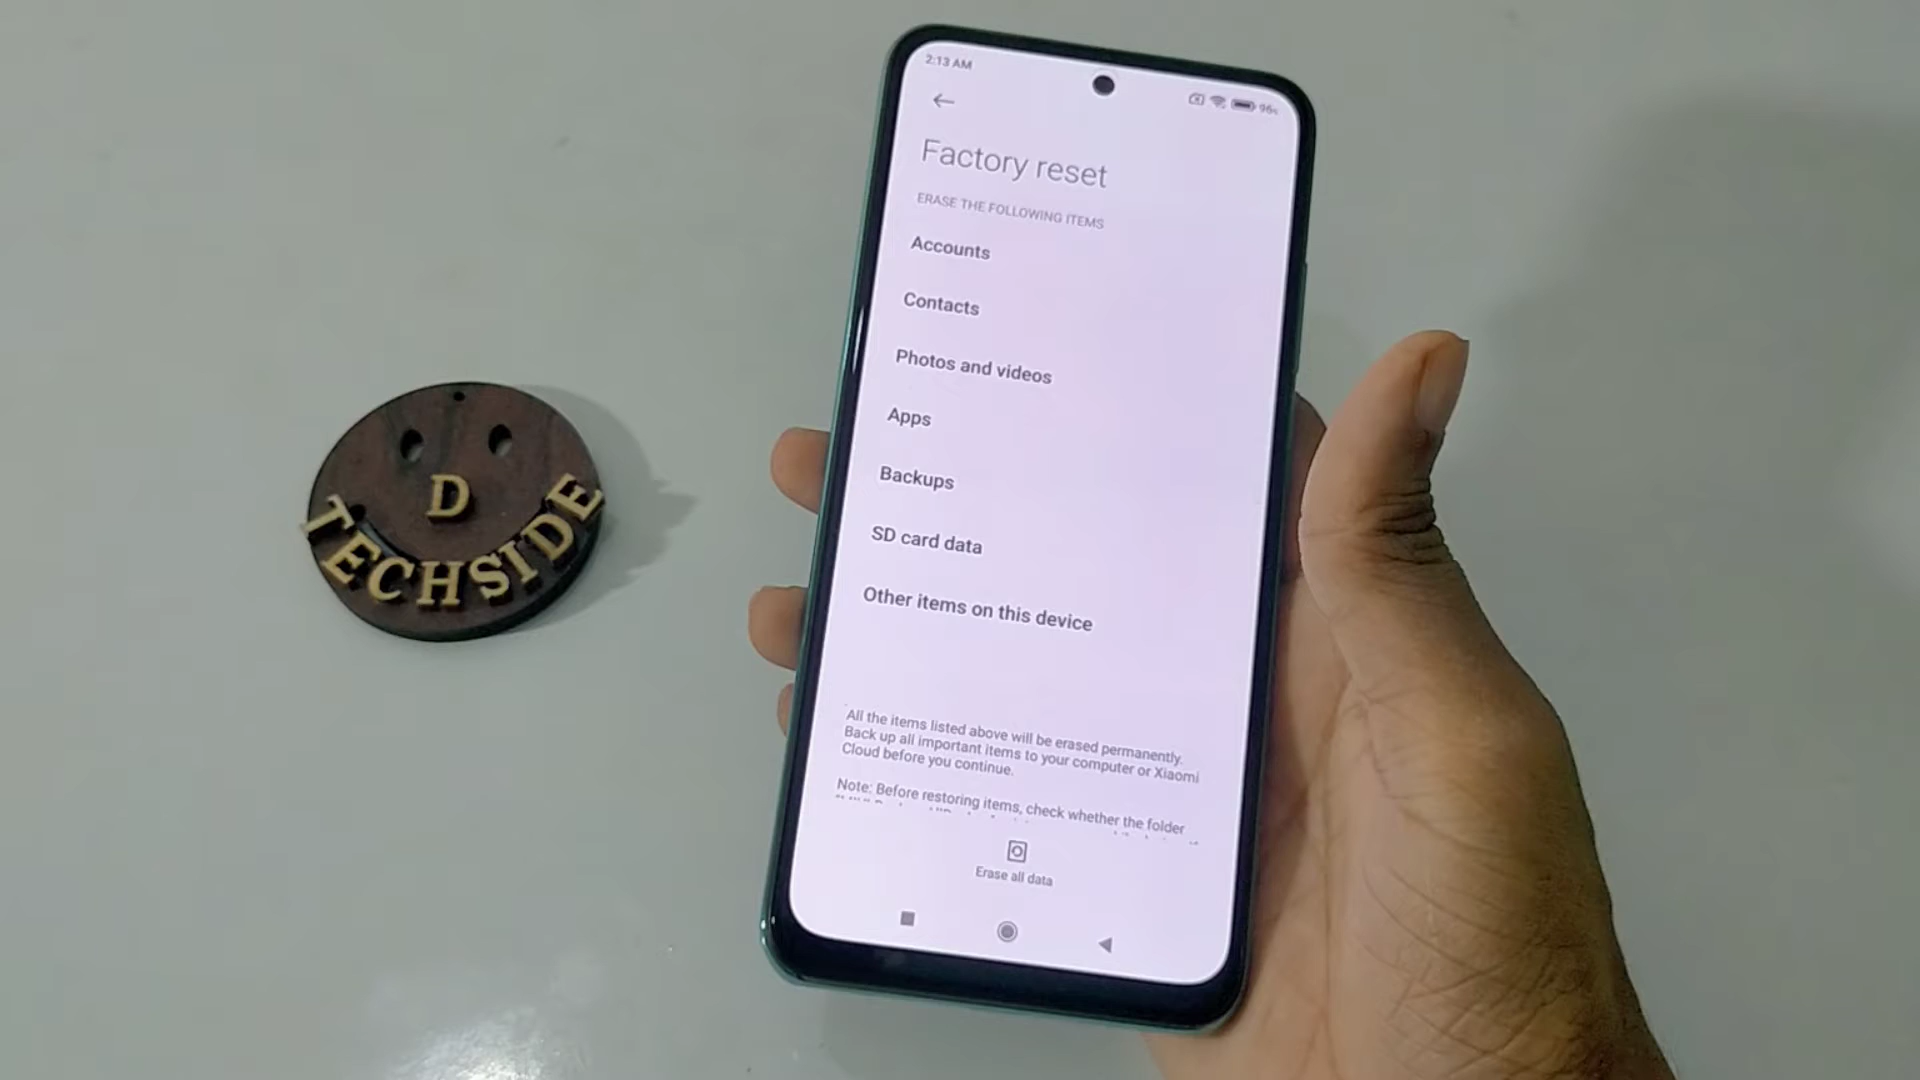 2:13 AM
96%
Factory reset
ERASE THE FOLLOWING ITEMS
Accounts
Contacts
Photos and videos
Apps
Backups
SD card data
Other items on this device
All the items listed above will be erased permanently.
Back up all important items to your computer or Xiaomi
Cloud before you continue.
Note: Before restoring items, check whether the folder
Erase all data
D
TECHSIDE